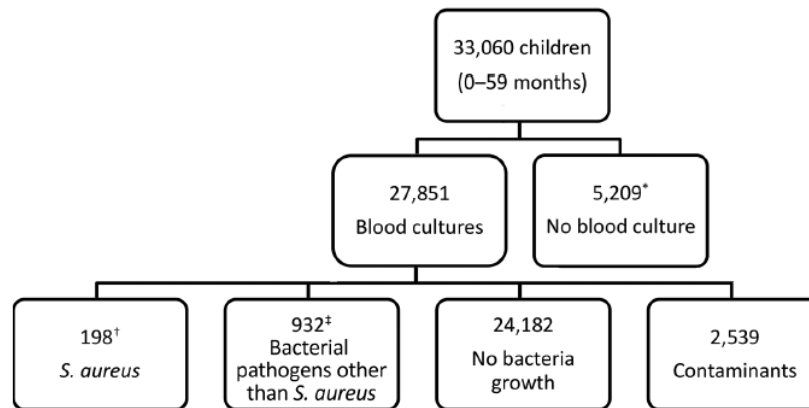 33,060 children
(0–59 months)
27,851
Blood cultures
5,209*
No blood culture
198†
S. aureus
932‡
Bacterial
pathogens other
than S. aureus
24,182
No bacteria
growth
2,539
Contaminants